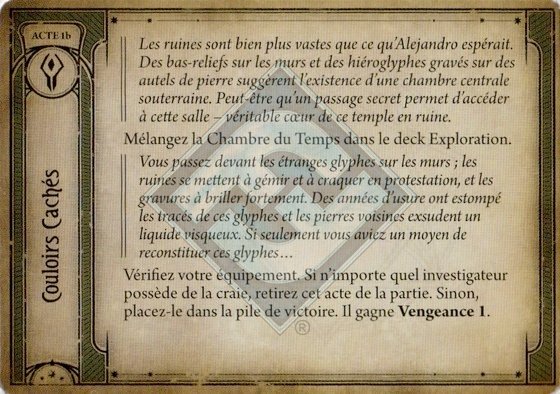 ACTE 1b
Couloirs Cachés
Les ruines sont bien plus vastes que ce qu'Alejandro espérait.
Des bas-reliefs sur les murs et des hiéroglyphes gravés sur des
autels de pierre suggèrent l'existence d'une chambre centrale
souterraine. Peut-être qu'un passage secret permet d'accéder
à cette salle – véritable cœur de ce temple en ruine.
Mélangez la Chambre du Temps dans le deck Exploration.
Vous passez devant les étranges glyphes sur les murs ; les
ruines se mettent à gémir et à craquer en protestation, et les
gravures à briller fortement. Des années d'usure ont estompé
les traces de ces glyphes et les pierres voisines exsudent un
liquide visqueux. Si seulement vous aviez un moyen de
reconstituer ces glyphes…
Vérifiez votre équipement. Si n'importe quel investigateur
possède de la craie, retirez cet acte de la partie. Sinon,
placez-le dans la pile de victoire. Il gagne Vengeance 1.
®